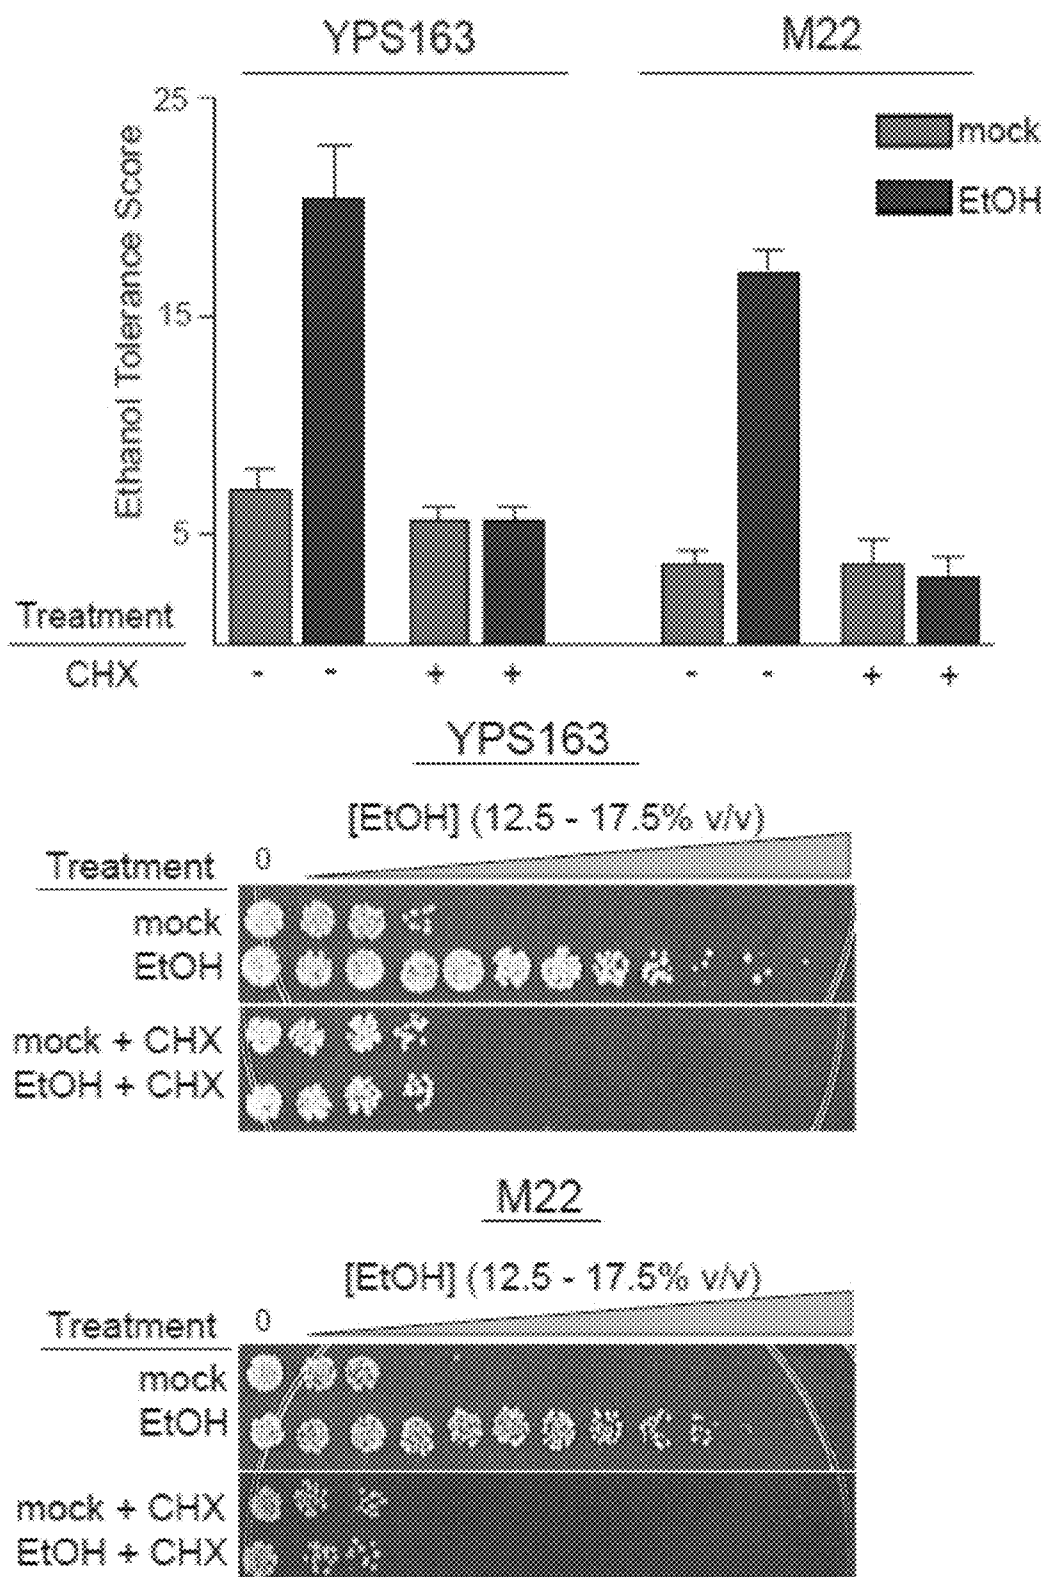 YPS163 M22
25
mock
EtOH
15
Ethanol Tolerance Score
5
Treatment
CHX - - + + - - + +
YPS163
[EtOH] (12.5 - 17.5% v/v)
Treatment 0
mock
EtOH
mock + CHX
EtOH + CHX
M22
[EtOH] (12.5 - 17.5% v/v)
Treatment 0
mock
EtOH
mock + CHX
EtOH + CHX